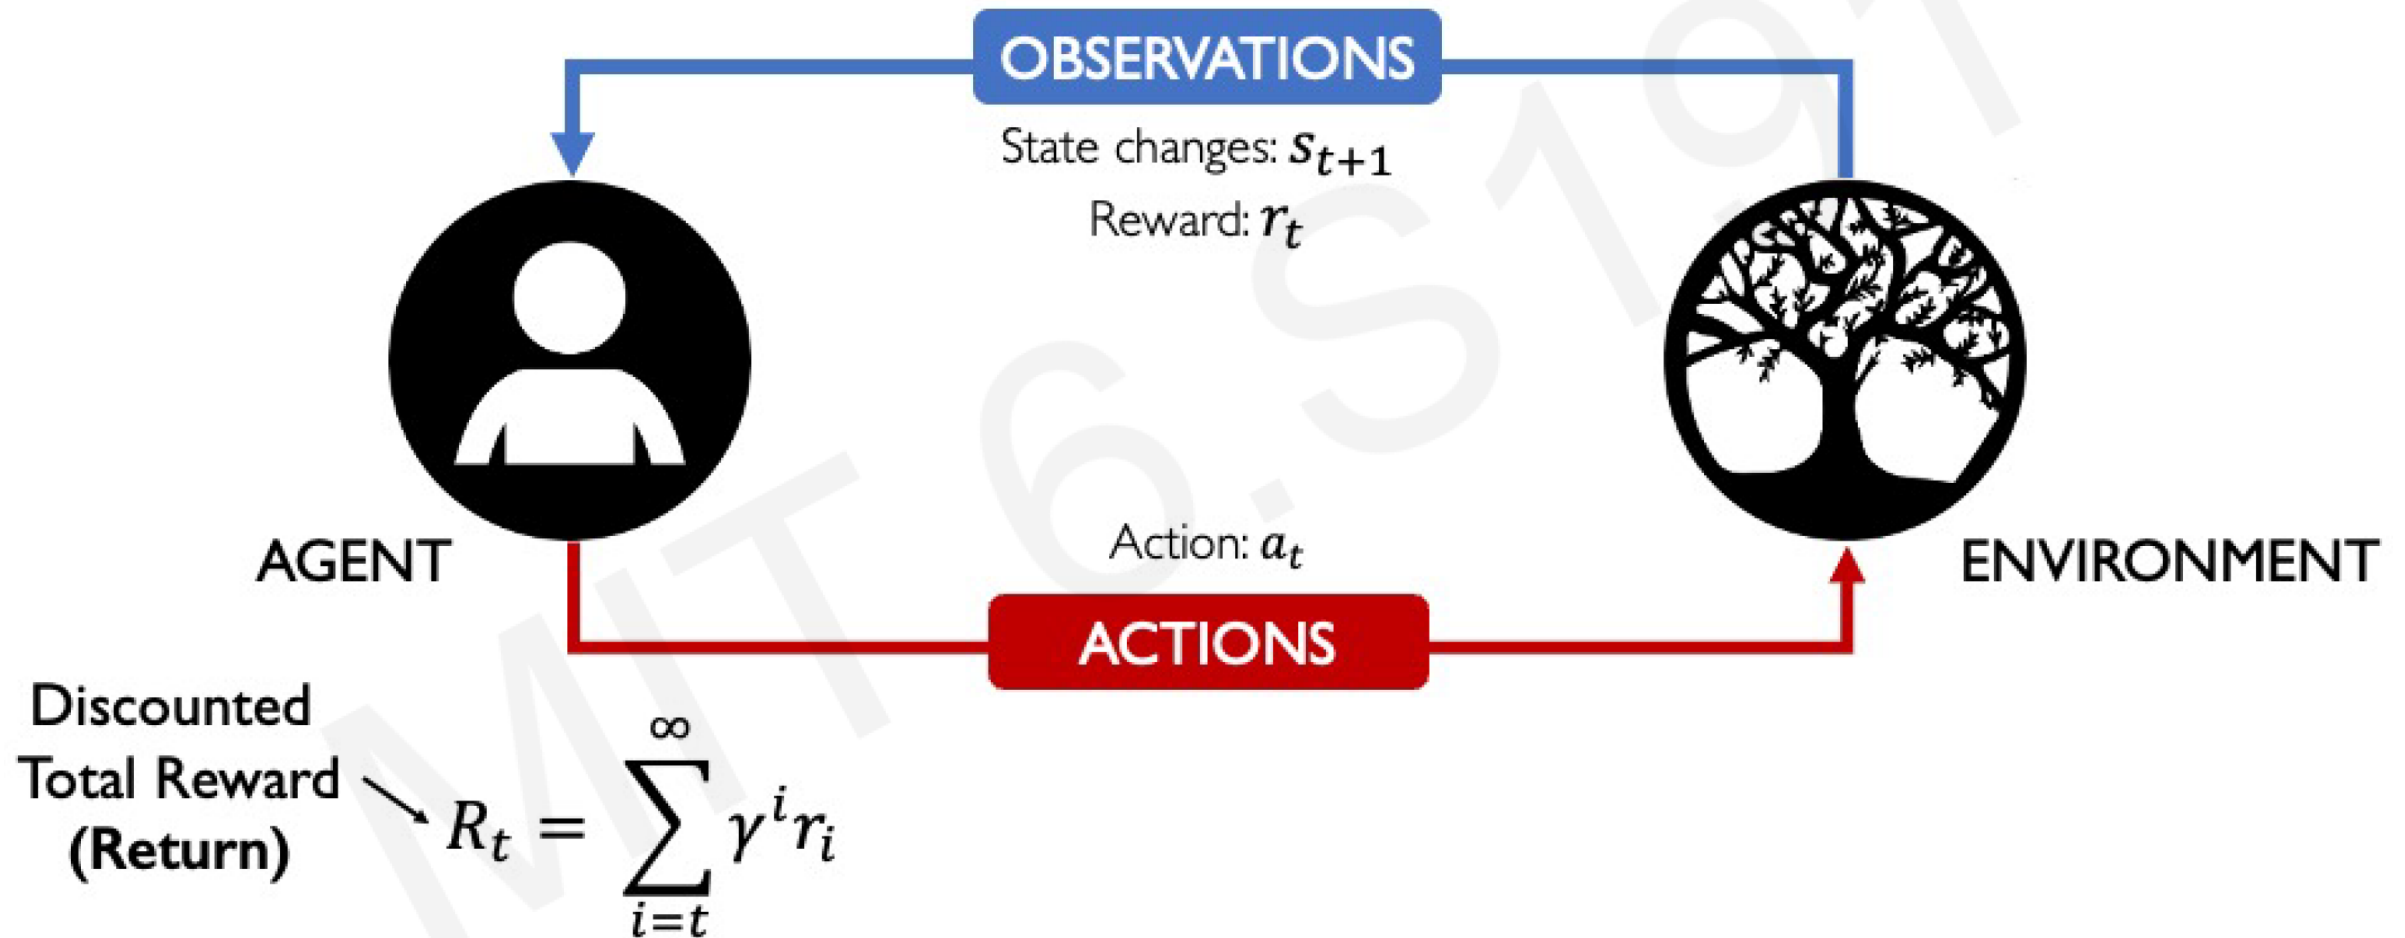 OBSERVATIONS
State changes: s_{t+1}
Reward: r_t
AGENT
ENVIRONMENT
Action: a_t
ACTIONS
Discounted
Total Reward
(Return)
R_t = \sum_{i=t}^{\infty} γ^i r_i
MIT 6.S191